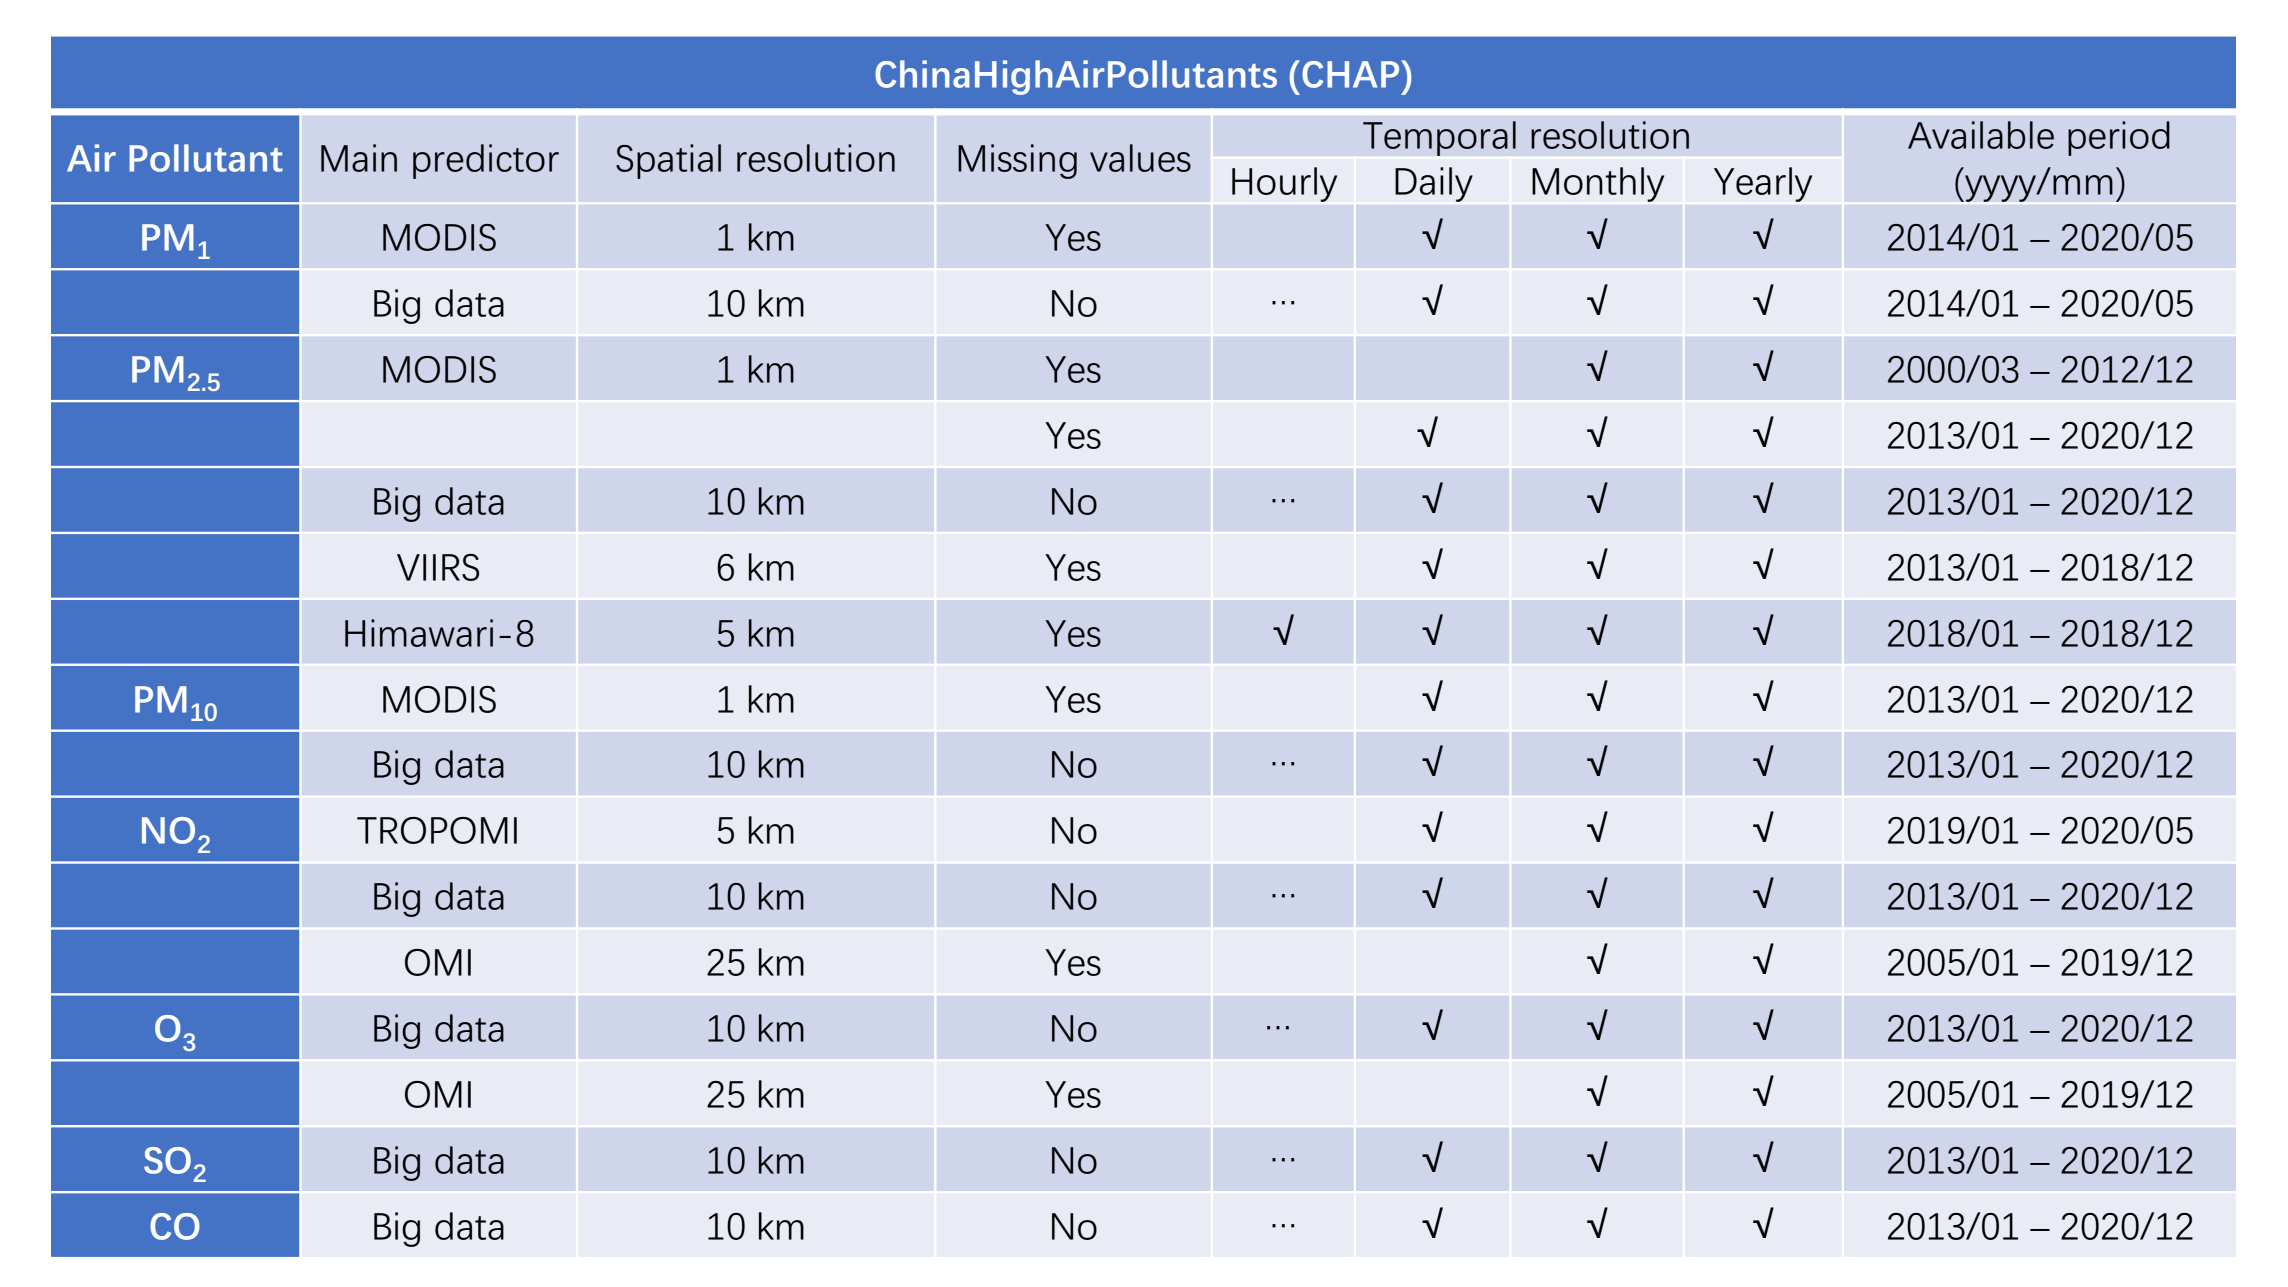 ChinaHighAirPollutants (CHAP)
Air Pollutant Main predictor Spatial resolution Missing values Temporal resolution Available period (yyyy/mm)
Hourly Daily Monthly Yearly
PM₁ MODIS 1 km Yes √ √ √ 2014/01 – 2020/05
Big data 10 km No ... √ √ √ 2014/01 – 2020/05
PM₂.₅ MODIS 1 km Yes √ √ 2000/03 – 2012/12
Yes √ √ √ 2013/01 – 2020/12
Big data 10 km No ... √ √ √ 2013/01 – 2020/12
VIIRS 6 km Yes √ √ √ 2013/01 – 2018/12
Himawari-8 5 km Yes √ √ √ √ 2018/01 – 2018/12
PM₁₀ MODIS 1 km Yes √ √ √ 2013/01 – 2020/12
Big data 10 km No ... √ √ √ 2013/01 – 2020/12
NO₂ TROPOMI 5 km No √ √ √ 2019/01 – 2020/05
Big data 10 km No ... √ √ √ 2013/01 – 2020/12
OMI 25 km Yes √ √ 2005/01 – 2019/12
O₃ Big data 10 km No ... √ √ √ 2013/01 – 2020/12
OMI 25 km Yes √ √ 2005/01 – 2019/12
SO₂ Big data 10 km No ... √ √ √ 2013/01 – 2020/12
CO Big data 10 km No ... √ √ √ 2013/01 – 2020/12